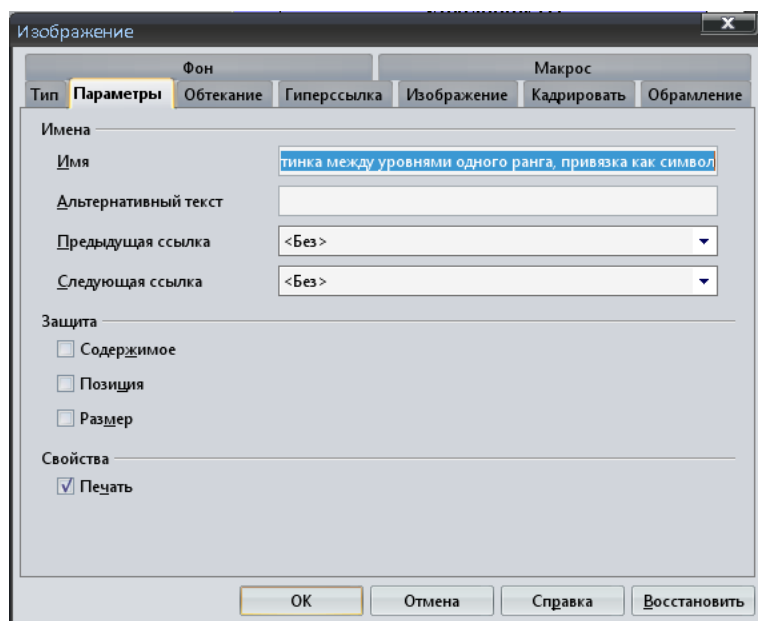 Изображение
Фон Макрос
Тип Параметры Обтекание Гиперссылка Изображение Кадрировать Обрамление
Имена
Имя тинка между уровнями одного ранга, привязка как символ
Альтернативный текст
Предыдущая ссылка <Без>
Следующая ссылка <Без>
Защита
Содержимое
Позиция
Размер
Свойства
Печать
OK Отмена Справка Восстановить